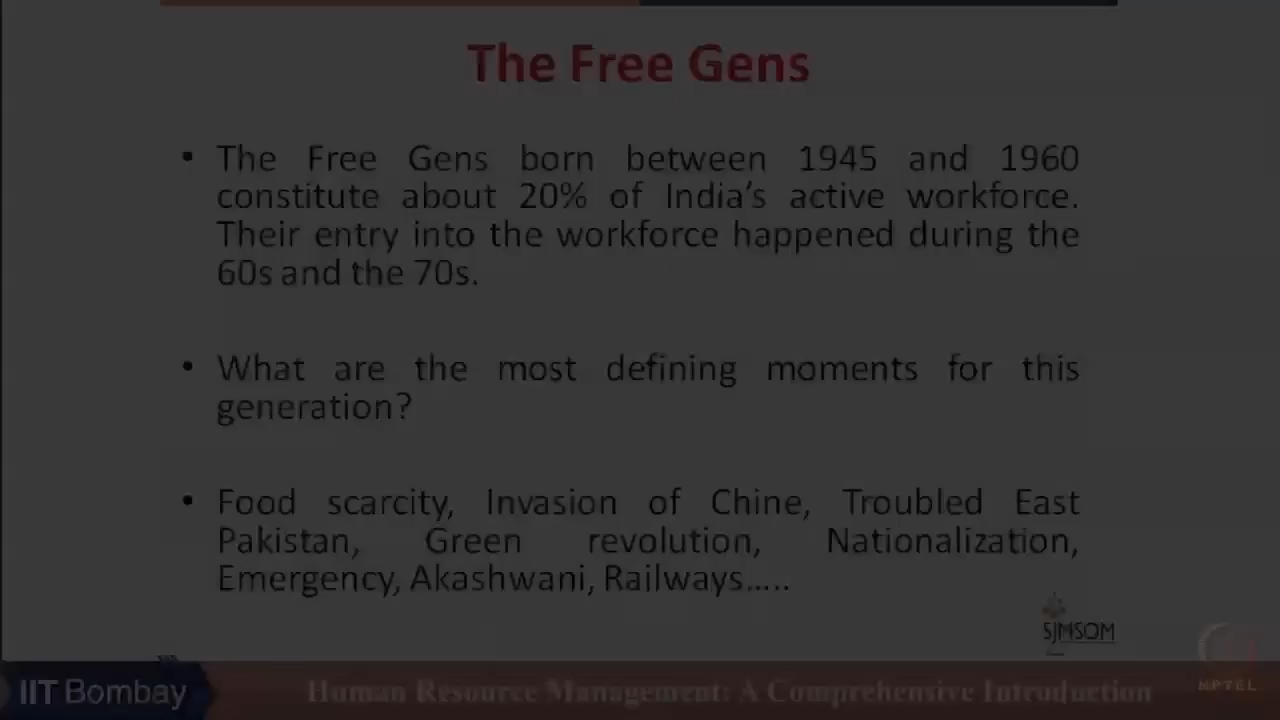 The Free Gens
• The Free Gens born between 1945 and 1960
constitute about 20% of India's active workforce.
Their entry into the workforce happened during the
60s and the 70s.
• What are the most defining moments for this
generation?
• Food scarcity, Invasion of Chine, Troubled East
Pakistan, Green revolution, Nationalization,
Emergency, Akashwani, Railways…..
SJMSOM
IIT Bombay
Human Resource Management: A Comprehensive Introduction
NPTEL